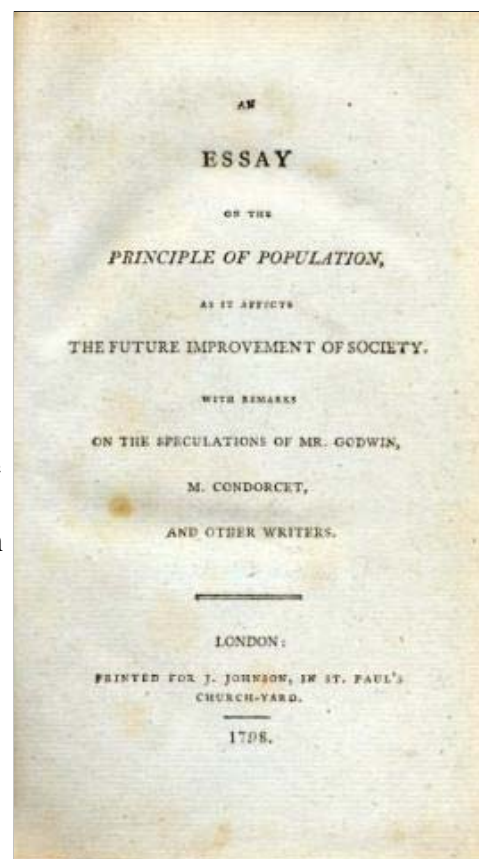 AN
ESSAY
ON THE
PRINCIPLE OF POPULATION,
AS IT AFFECTS
THE FUTURE IMPROVEMENT OF SOCIETY.
WITH REMARKS
ON THE SPECULATIONS OF MR. GODWIN,
M. CONDORCET,
AND OTHER WRITERS.
LONDON:
PRINTED FOR J. JOHNSON, IN ST. PAUL'S
CHURCH-YARD.
1798.